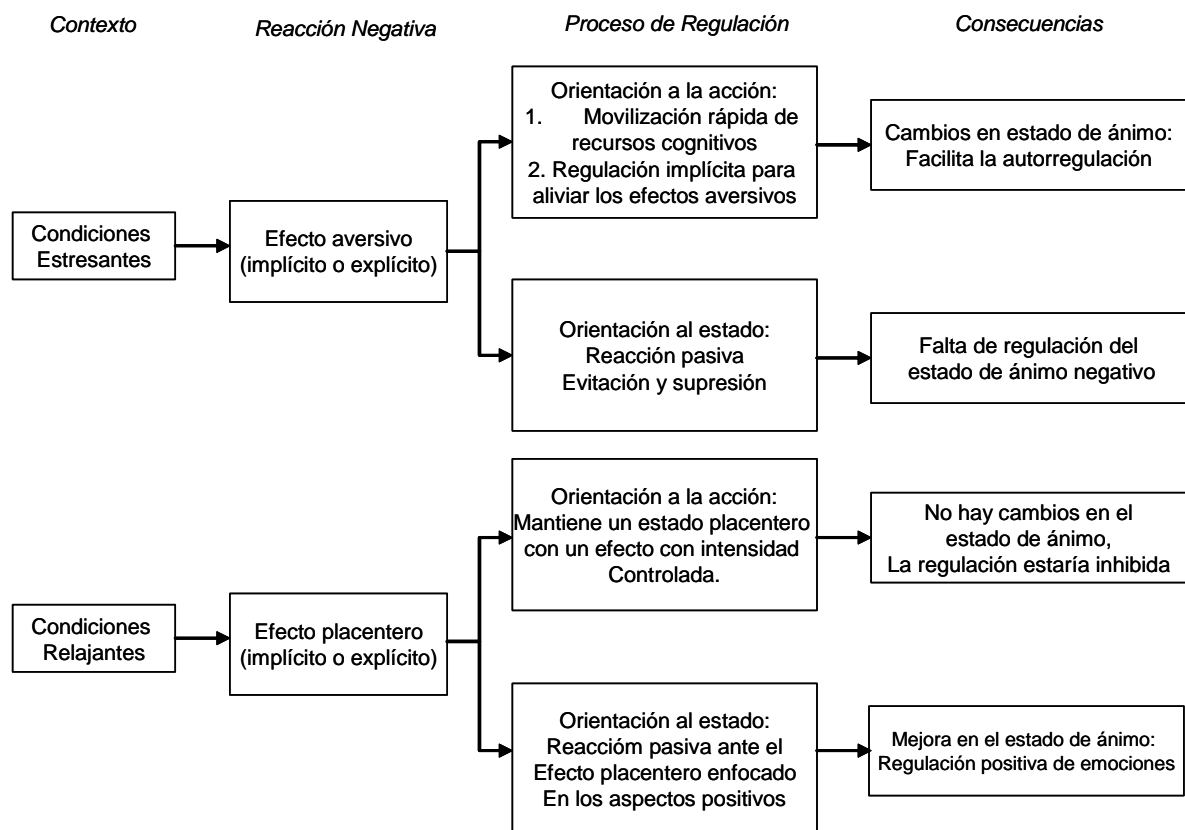 Contexto
Reacción Negativa
Proceso de Regulación
Consecuencias
Condiciones
Estresantes
Efecto aversivo
(implícito o explícito)
Orientación a la acción:
1. Movilización rápida de
recursos cognitivos
2. Regulación implícita para
aliviar los efectos aversivos
Cambios en estado de ánimo:
Facilita la autorregulación
Orientación al estado:
Reacción pasiva
Evitación y supresión
Falta de regulación del
estado de ánimo negativo
Condiciones
Relajantes
Efecto placentero
(implícito o explícito)
Orientación a la acción:
Mantiene un estado placentero
con un efecto con intensidad
Controlada.
No hay cambios en el
estado de ánimo,
La regulación estaría inhibida
Orientación al estado:
Reaccióm pasiva ante el
Efecto placentero enfocado
En los aspectos positivos
Mejora en el estado de ánimo:
Regulación positiva de emociones